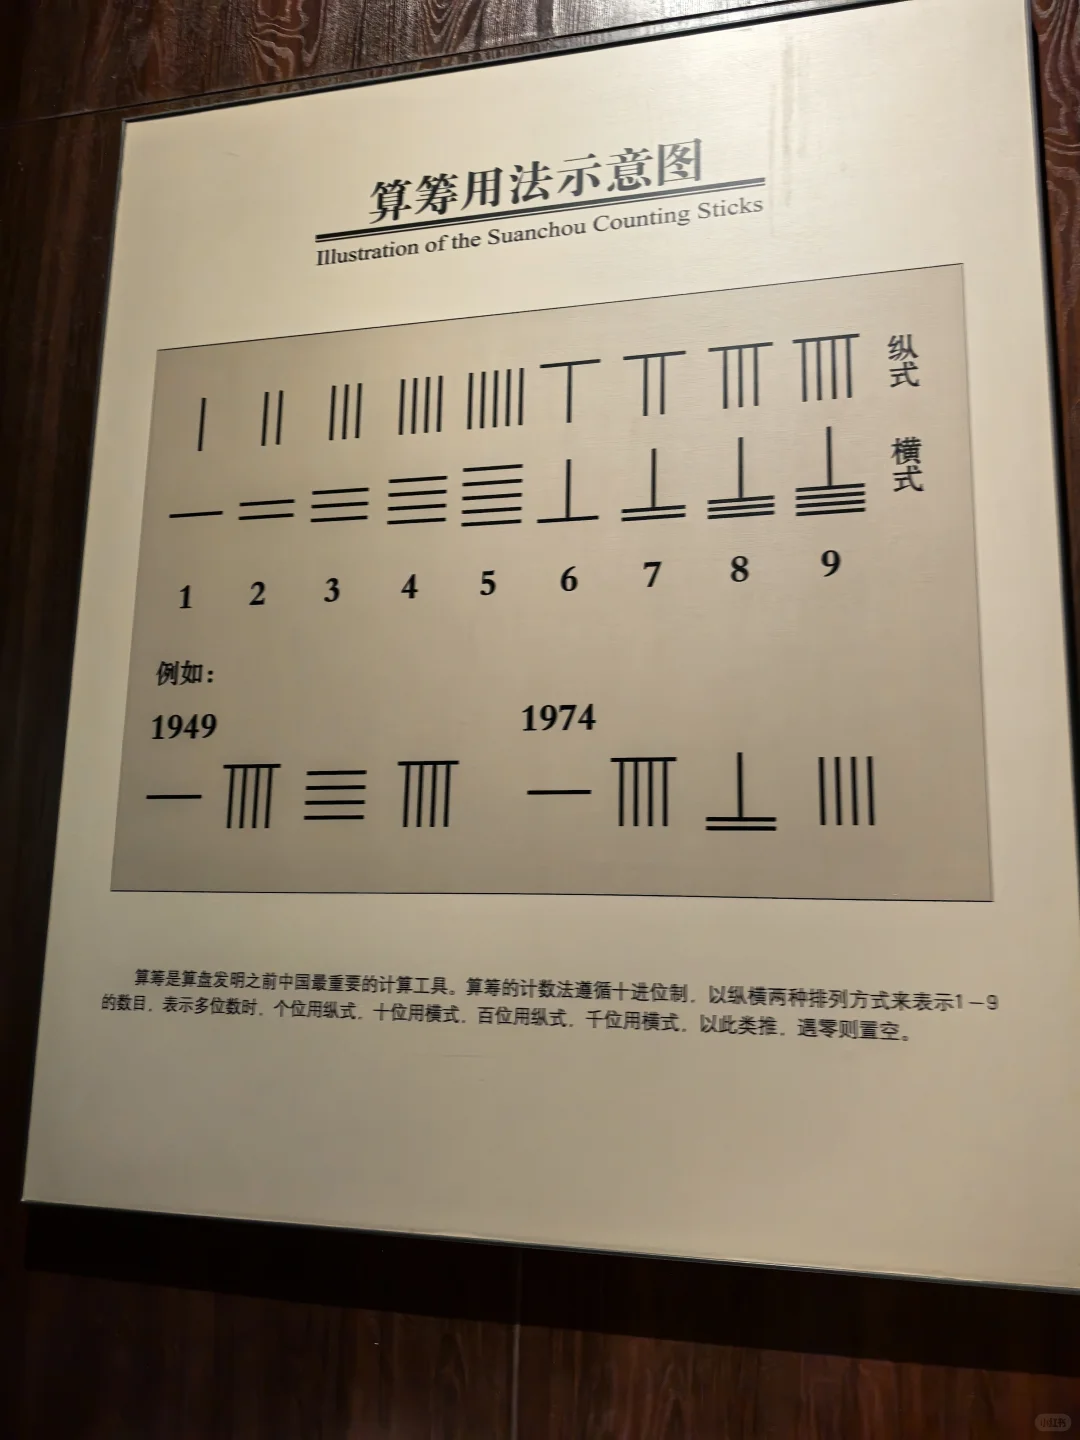 算筹用法示意图
Illustration of the Suanchou Counting Sticks
纵式
横式
1 2 3 4 5 6 7 8 9
例如：
1949 1974
算筹是算盘发明之前中国最重要的计算工具。算筹的计数法遵循十进位制，以纵横两种排列方式来表示1－9
的数目，表示多位数时，个位用纵式，十位用横式，百位用纵式，千位用横式，以此类推，遇零则置空。
小红书